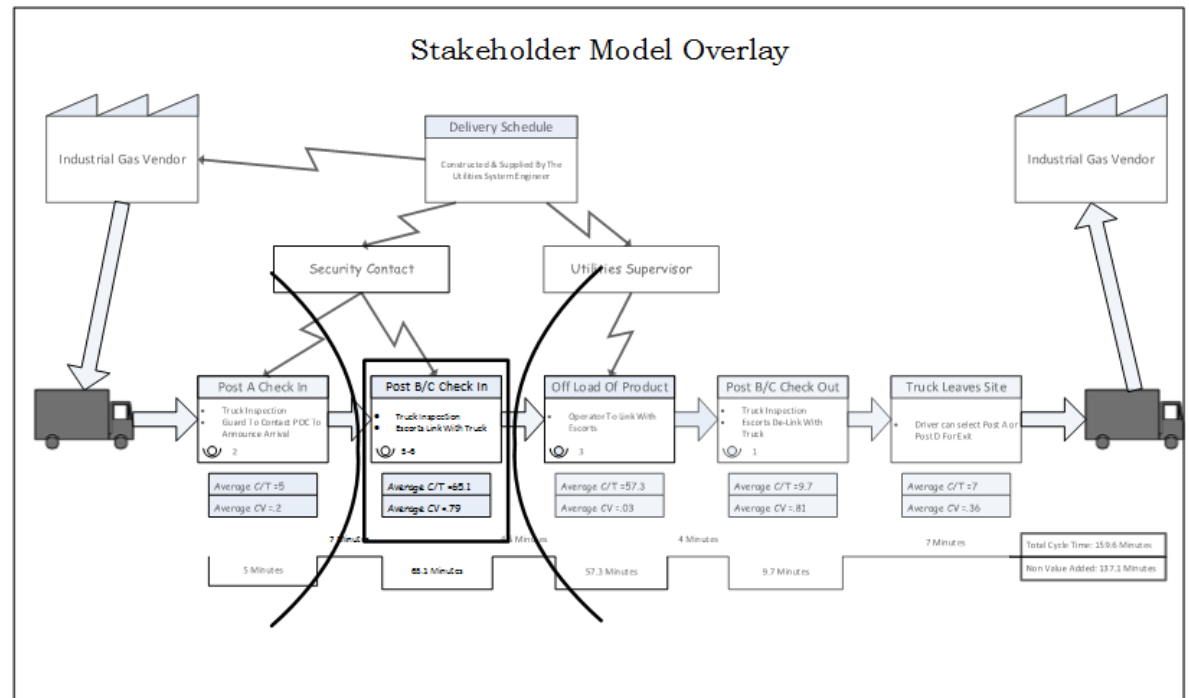 Stakeholder Model Overlay
Industrial Gas Vendor
Delivery Schedule
Constructed & Supplied By The
Utilities System Engineer
Industrial Gas Vendor
Security Contact
Utilities Supervisor
Post A Check In
Truck Inspection
Guard To Contact POC To
Announce Arrival
2
Average C/T =5
Average CV =.2
Post B/C Check In
Truck Inspection
Escorts Link With Truck
5-6
Average C/T =65.1
Average CV =.79
Off Load Of Product
Operator To Link With
Escorts
3
Average C/T =57.3
Average CV =.03
Post B/C Check Out
Truck Inspection
Escorts De-Link With
Truck
1
Average C/T =9.7
Average CV =.81
Truck Leaves Site
Driver can select Post A or
Post D For Exit
Average C/T =7
Average CV =.36
7 Minutes
Minutes
4 Minutes
7 Minutes
5 Minutes
65.1 Minutes
57.3 Minutes
9.7 Minutes
Total Cycle Time: 159.6 Minutes
Non Value Added: 137.1 Minutes